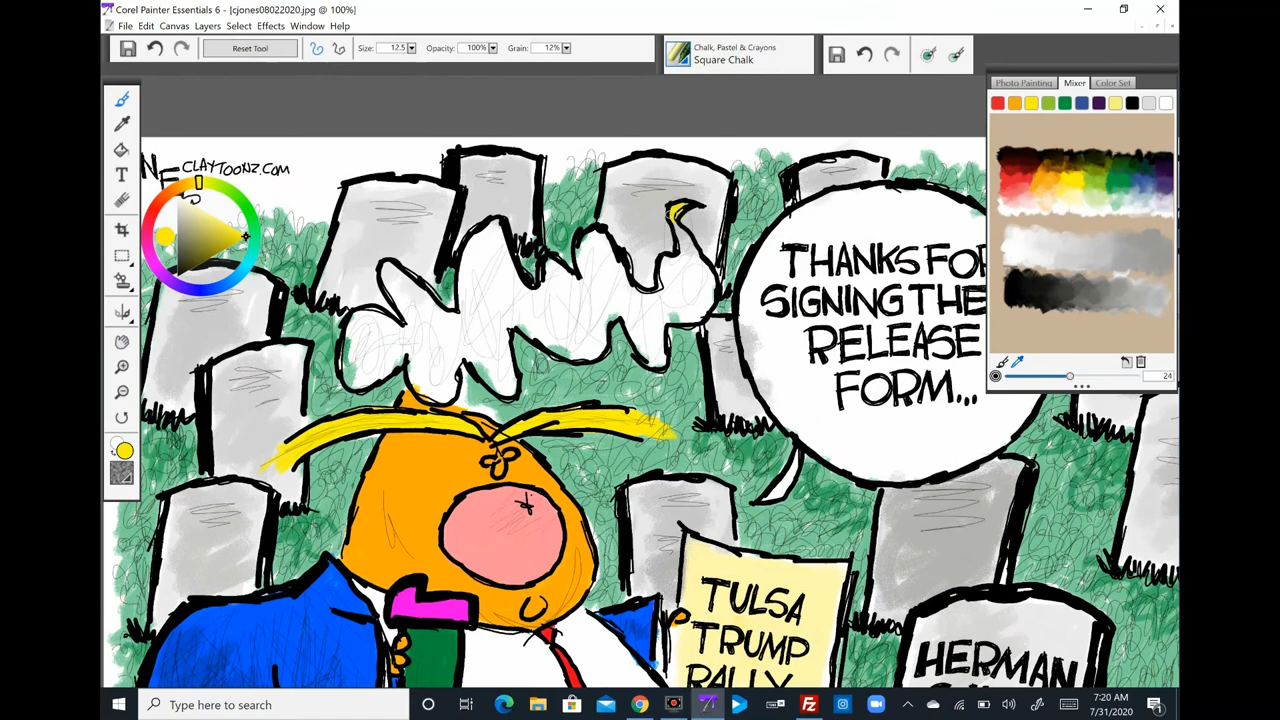 Corel Painter Essentials 6 - [cjones08022020.jpg @ 100%]
File Edit Canvas Layers Select Effects Window Help
Reset Tool
Size: 12.5
Opacity: 100%
Grain: 12%
Chalk, Pastel & Crayons
Square Chalk
Photo Painting Mixer Color Set
CLAYTOONZ.COM
THANKS FOR
SIGNING THE
RELEASE
FORM...
24
TULSA
TRUMP
RALLY
HERMAN
Type here to search
7:20 AM
7/31/2020